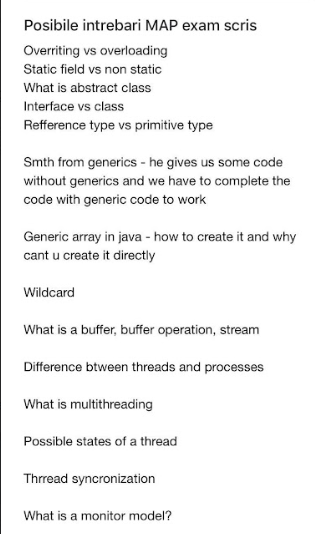 Posibile intrebari MAP exam scris
Overriting vs overloading
Static field vs non static
What is abstract class
Interface vs class
Refference type vs primitive type
Smth from generics - he gives us some code
without generics and we have to complete the
code with generic code to work
Generic array in java - how to create it and why
cant u create it directly
Wildcard
What is a buffer, buffer operation, stream
Difference btween threads and processes
What is multithreading
Possible states of a thread
Thrread syncronization
What is a monitor model?